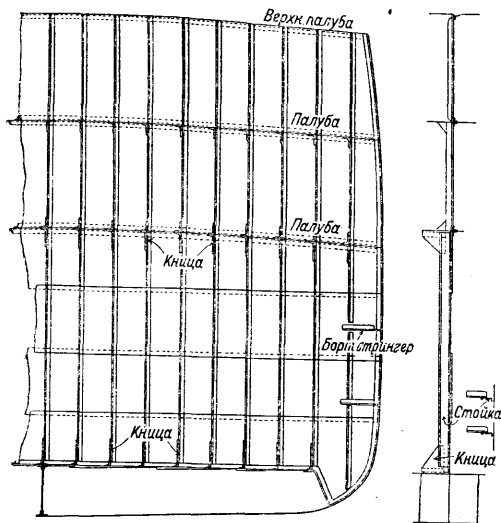 Верхн. палуба
Палуба
Палуба
Кница
Бортстрингер
Стойка
Кница
Кница